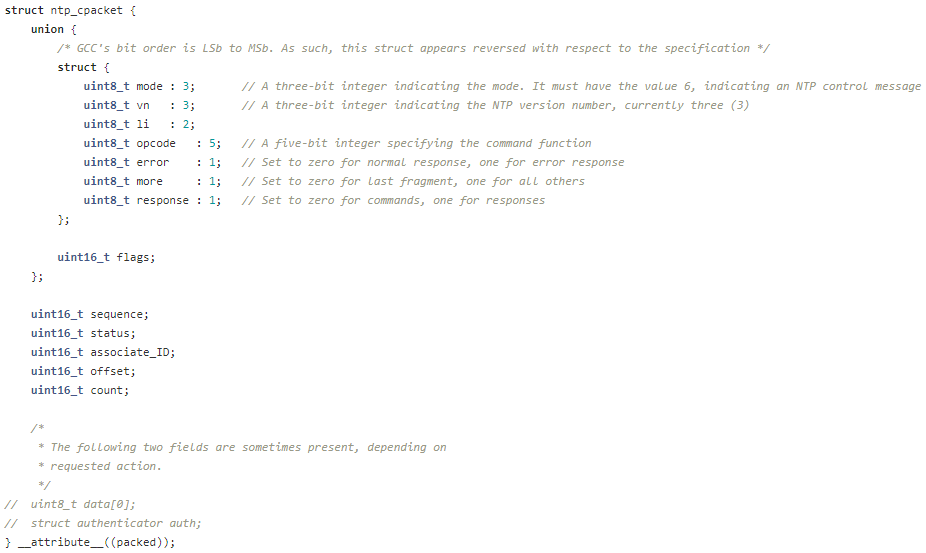 struct ntp_cpacket {
    union {
        /* GCC's bit order is LSb to MSb. As such, this struct appears reversed with respect to the specification */
        struct {
            uint8_t mode : 3;       // A three-bit integer indicating the mode. It must have the value 6, indicating an NTP control message
            uint8_t vn   : 3;       // A three-bit integer indicating the NTP version number, currently three (3)
            uint8_t li   : 2;
            uint8_t opcode   : 5;   // A five-bit integer specifying the command function
            uint8_t error    : 1;   // Set to zero for normal response, one for error response
            uint8_t more     : 1;   // Set to zero for last fragment, one for all others
            uint8_t response : 1;   // Set to zero for commands, one for responses
        };

        uint16_t flags;
    };

    uint16_t sequence;
    uint16_t status;
    uint16_t associate_ID;
    uint16_t offset;
    uint16_t count;

    /*
     * The following two fields are sometimes present, depending on
     * requested action.
     */
//  uint8_t data[0];
//  struct authenticator auth;
} __attribute__((packed));